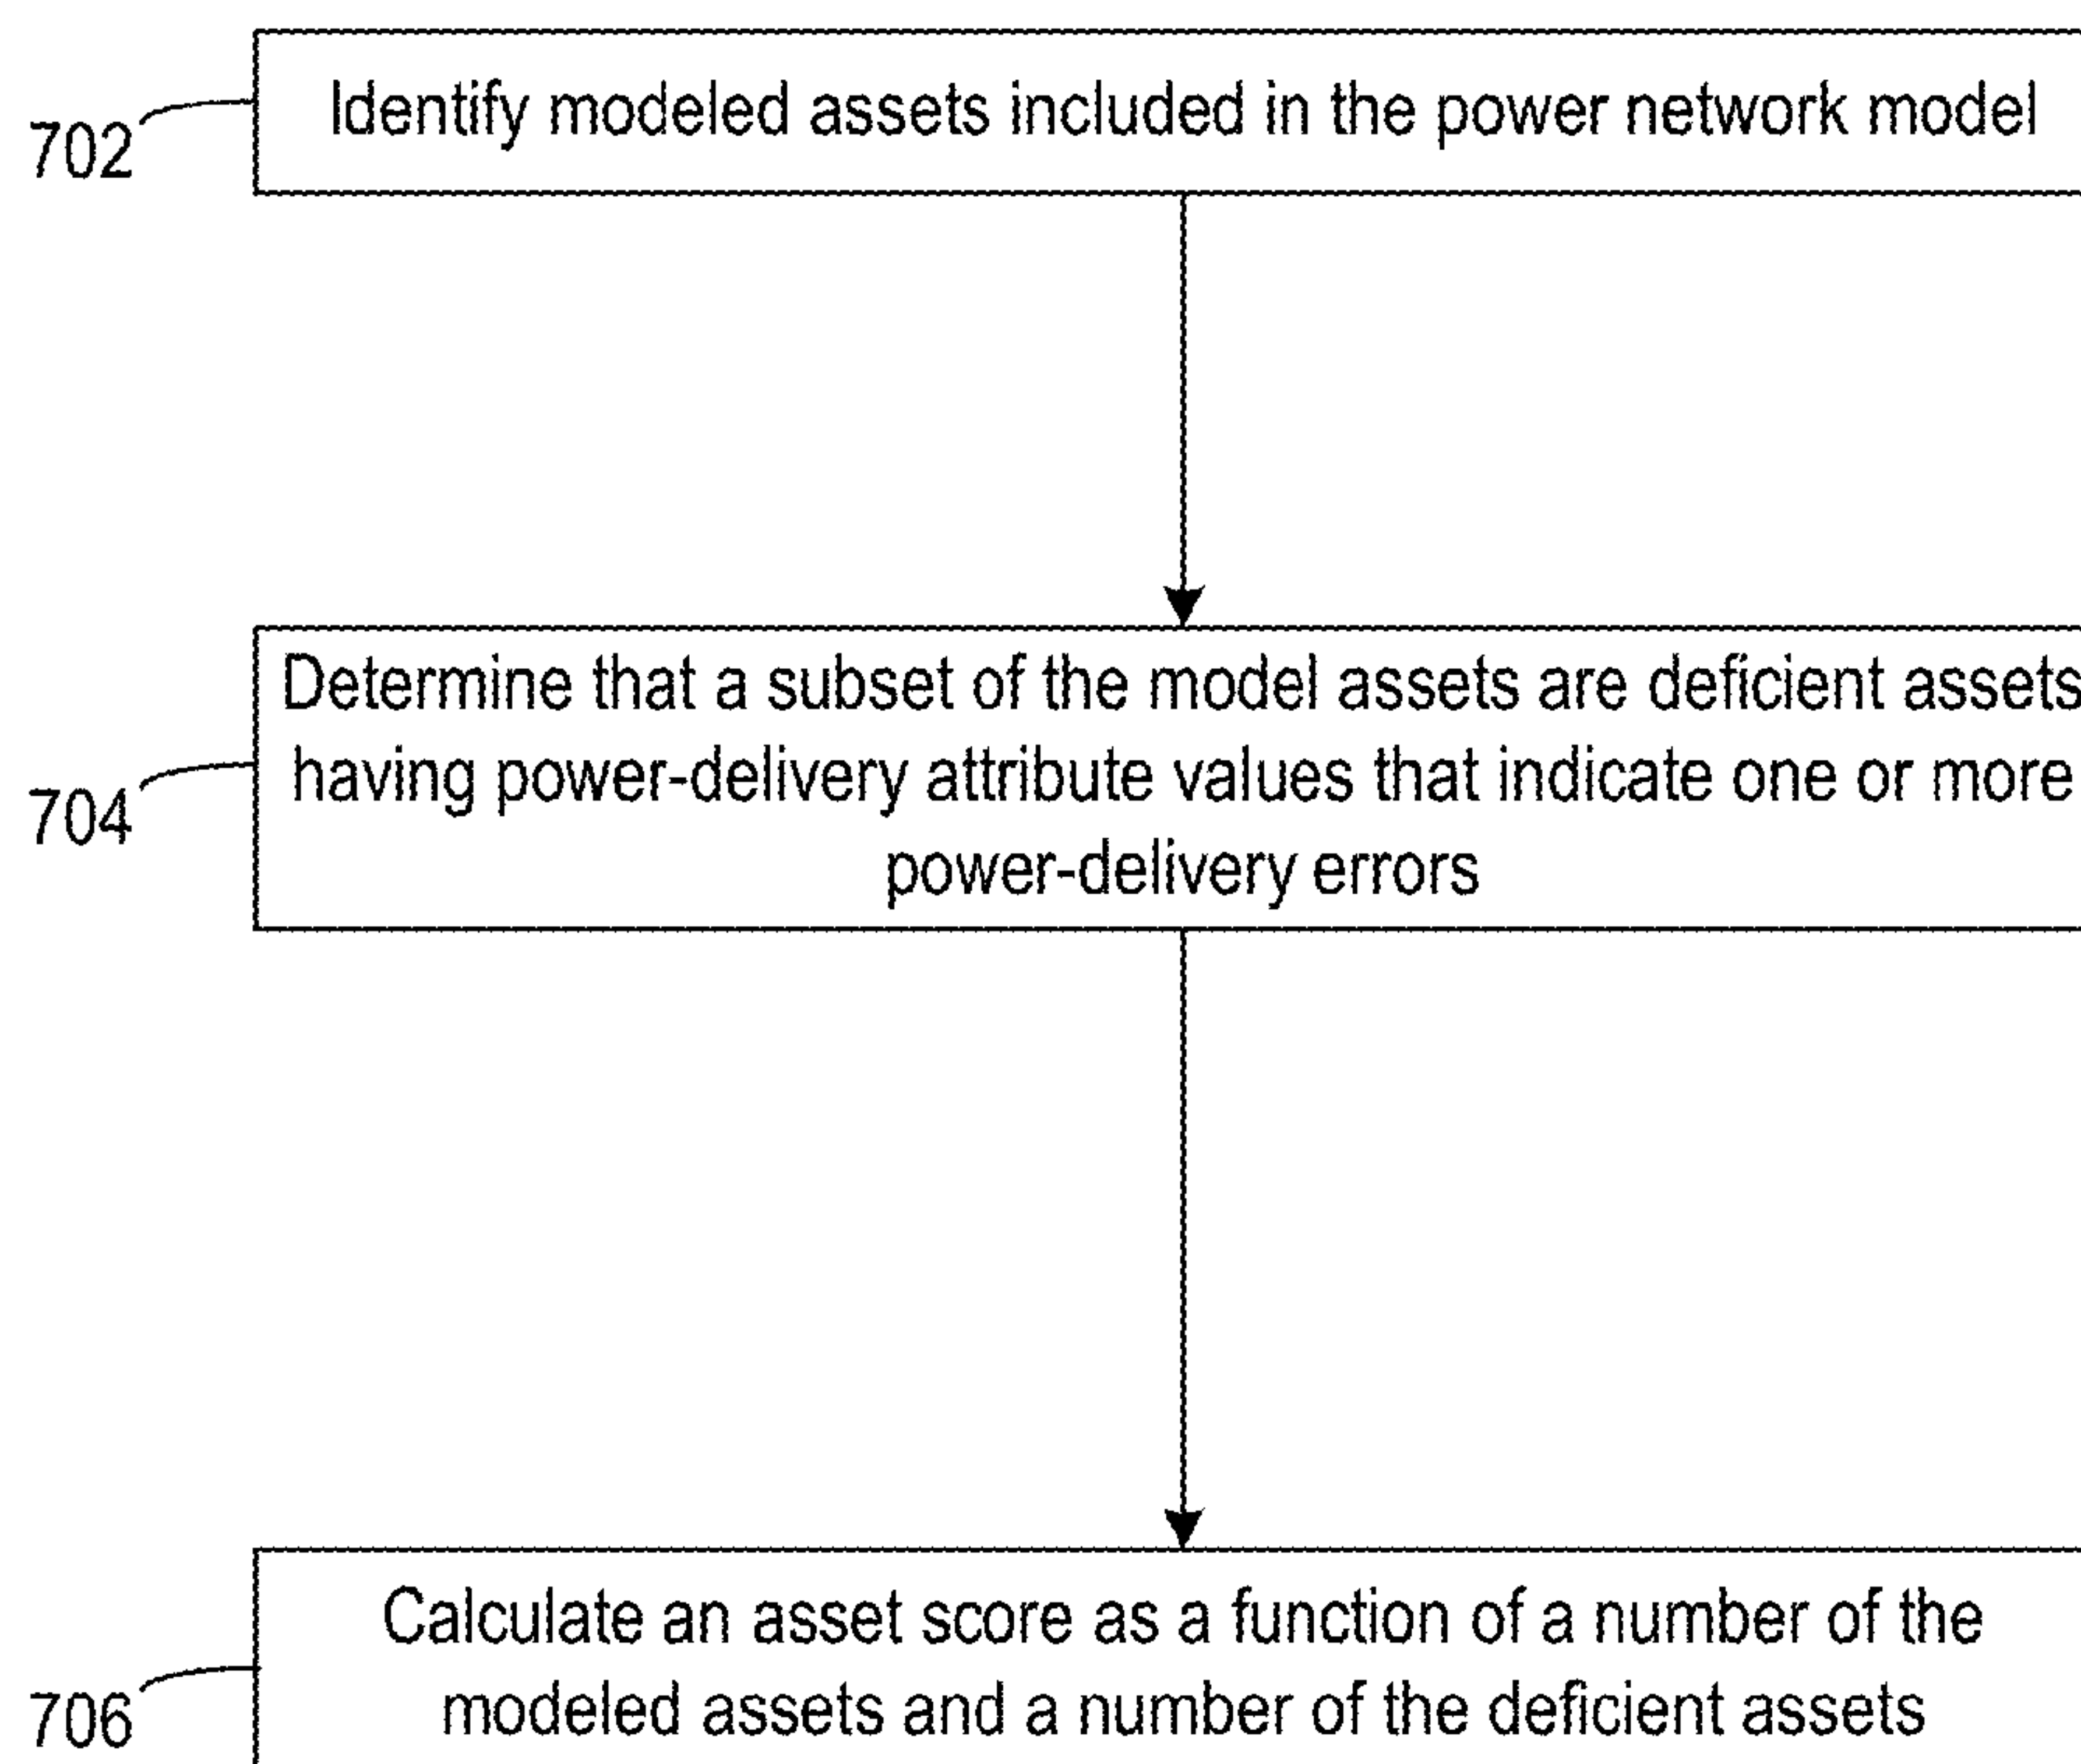 702
Identify modeled assets included in the power network model
704
Determine that a subset of the model assets are deficient assets
having power-delivery attribute values that indicate one or more
power-delivery errors
706
Calculate an asset score as a function of a number of the
modeled assets and a number of the deficient assets